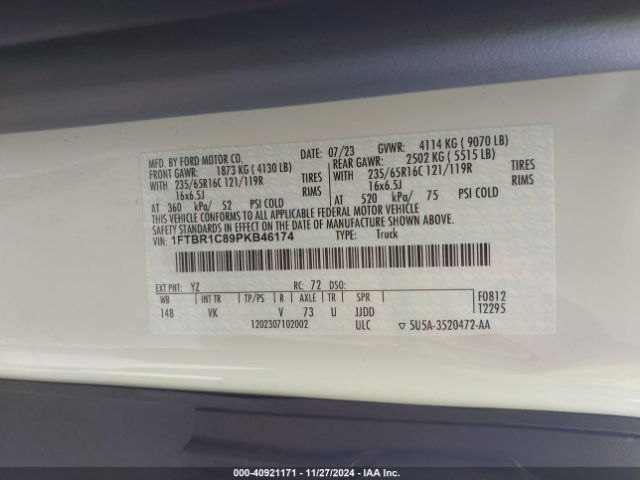 MFD. BY FORD MOTOR CO.
DATE: 07/23 GVWR: 4114 KG ( 9070 LB)
FRONT GAWR: 1873 KG ( 4130 LB)
REAR GAWR: 2502 KG ( 5515 LB)
WITH 235/65R16C 121/119R TIRES
WITH 235/65R16C 121/119R TIRES
16x6.5J RIMS
16x6.5J RIMS
AT 360 kPa/ 52 PSI COLD
AT 520 kPa/ 75 PSI COLD
THIS VEHICLE CONFORMS TO ALL APPLICABLE FEDERAL MOTOR VEHICLE
SAFETY STANDARDS IN EFFECT ON THE DATE OF MANUFACTURE SHOWN ABOVE.
VIN: 1FTBR1C89PKB46174 TYPE: Truck
EXT PNT: YZ RC: 72 DSO:
WB INT TR TP/PS R AXLE TR SPR F0812
148 VK V 73 U JJDD T2295
1202307102002 ULC ▽ 5U5A-3520472-AA
000-40921171 - 11/27/2024 - IAA Inc.